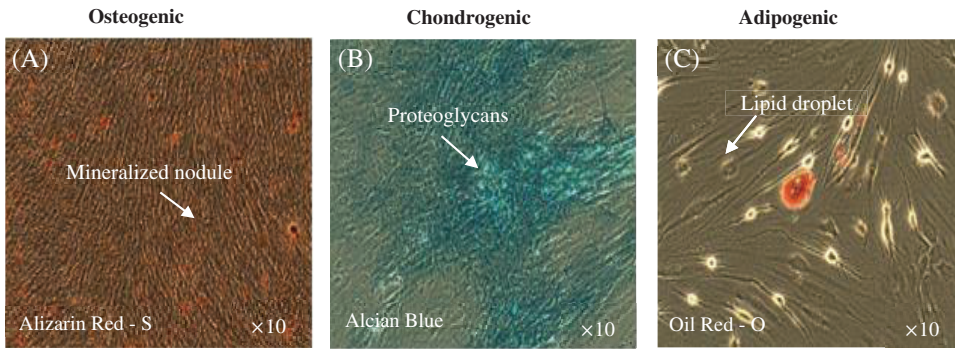 Osteogenic
Chondrogenic
Adipogenic
(A)
Mineralized nodule
Alizarin Red - S
×10
(B)
Proteoglycans
Alcian Blue
×10
(C)
Lipid droplet
Oil Red - O
×10